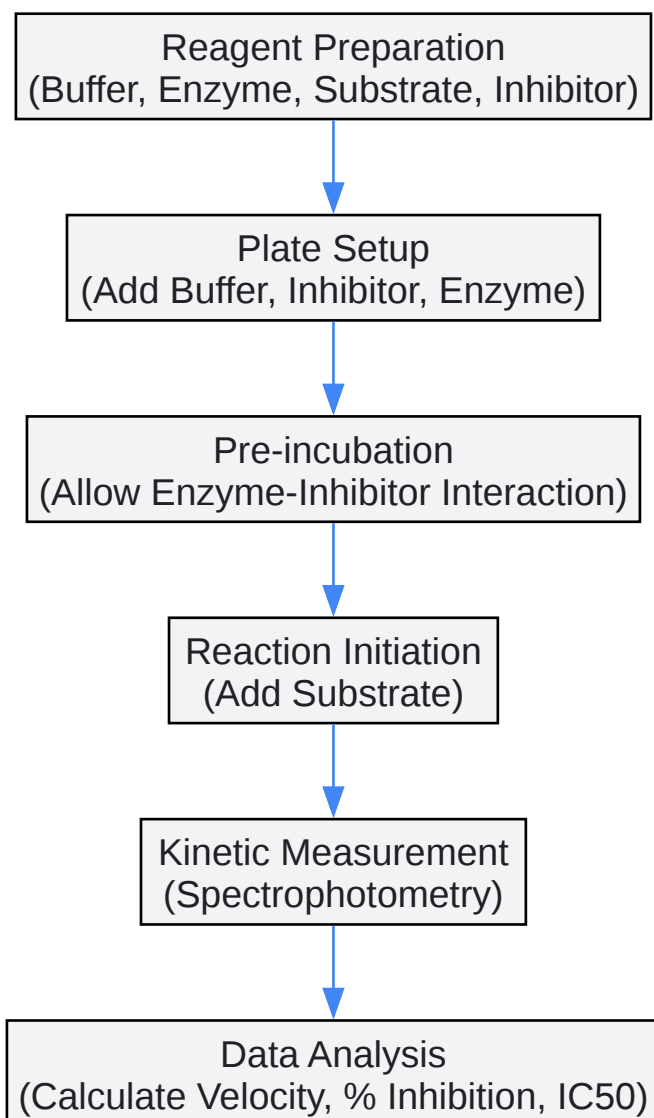 Reagent Preparation
(Buffer, Enzyme, Substrate, Inhibitor)
Plate Setup
(Add Buffer, Inhibitor, Enzyme)
Pre-incubation
(Allow Enzyme-Inhibitor Interaction)
Reaction Initiation
(Add Substrate)
Kinetic Measurement
(Spectrophotometry)
Data Analysis
(Calculate Velocity, % Inhibition, IC50)